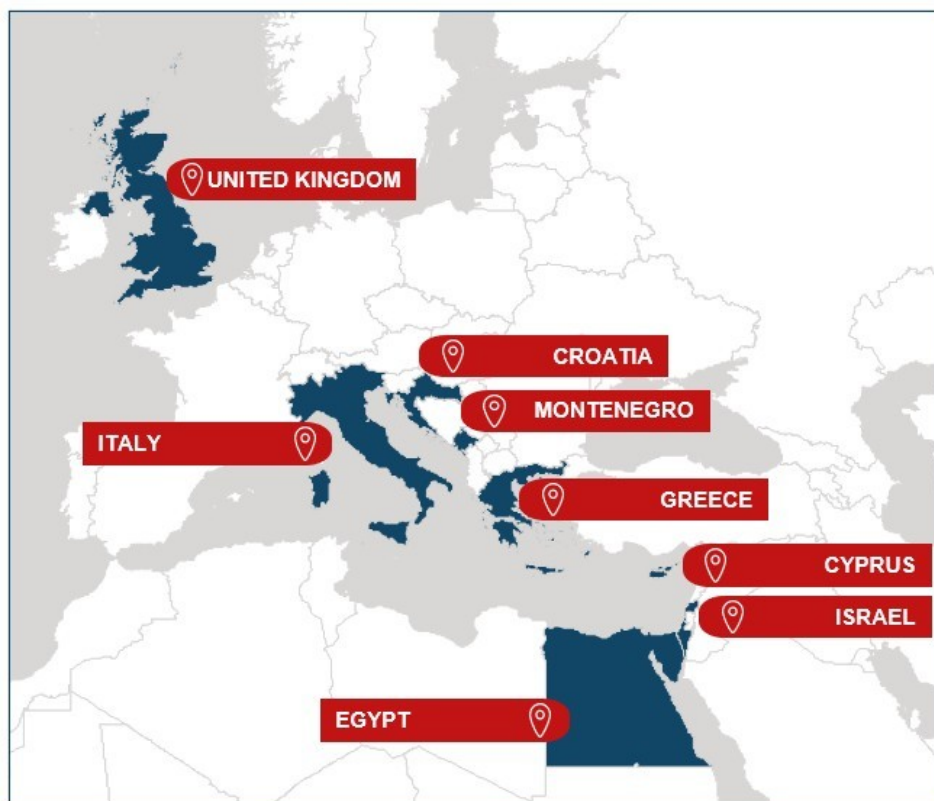 UNITED KINGDOM
CROATIA
MONTENEGRO
ITALY
GREECE
CYPRUS
ISRAEL
EGYPT